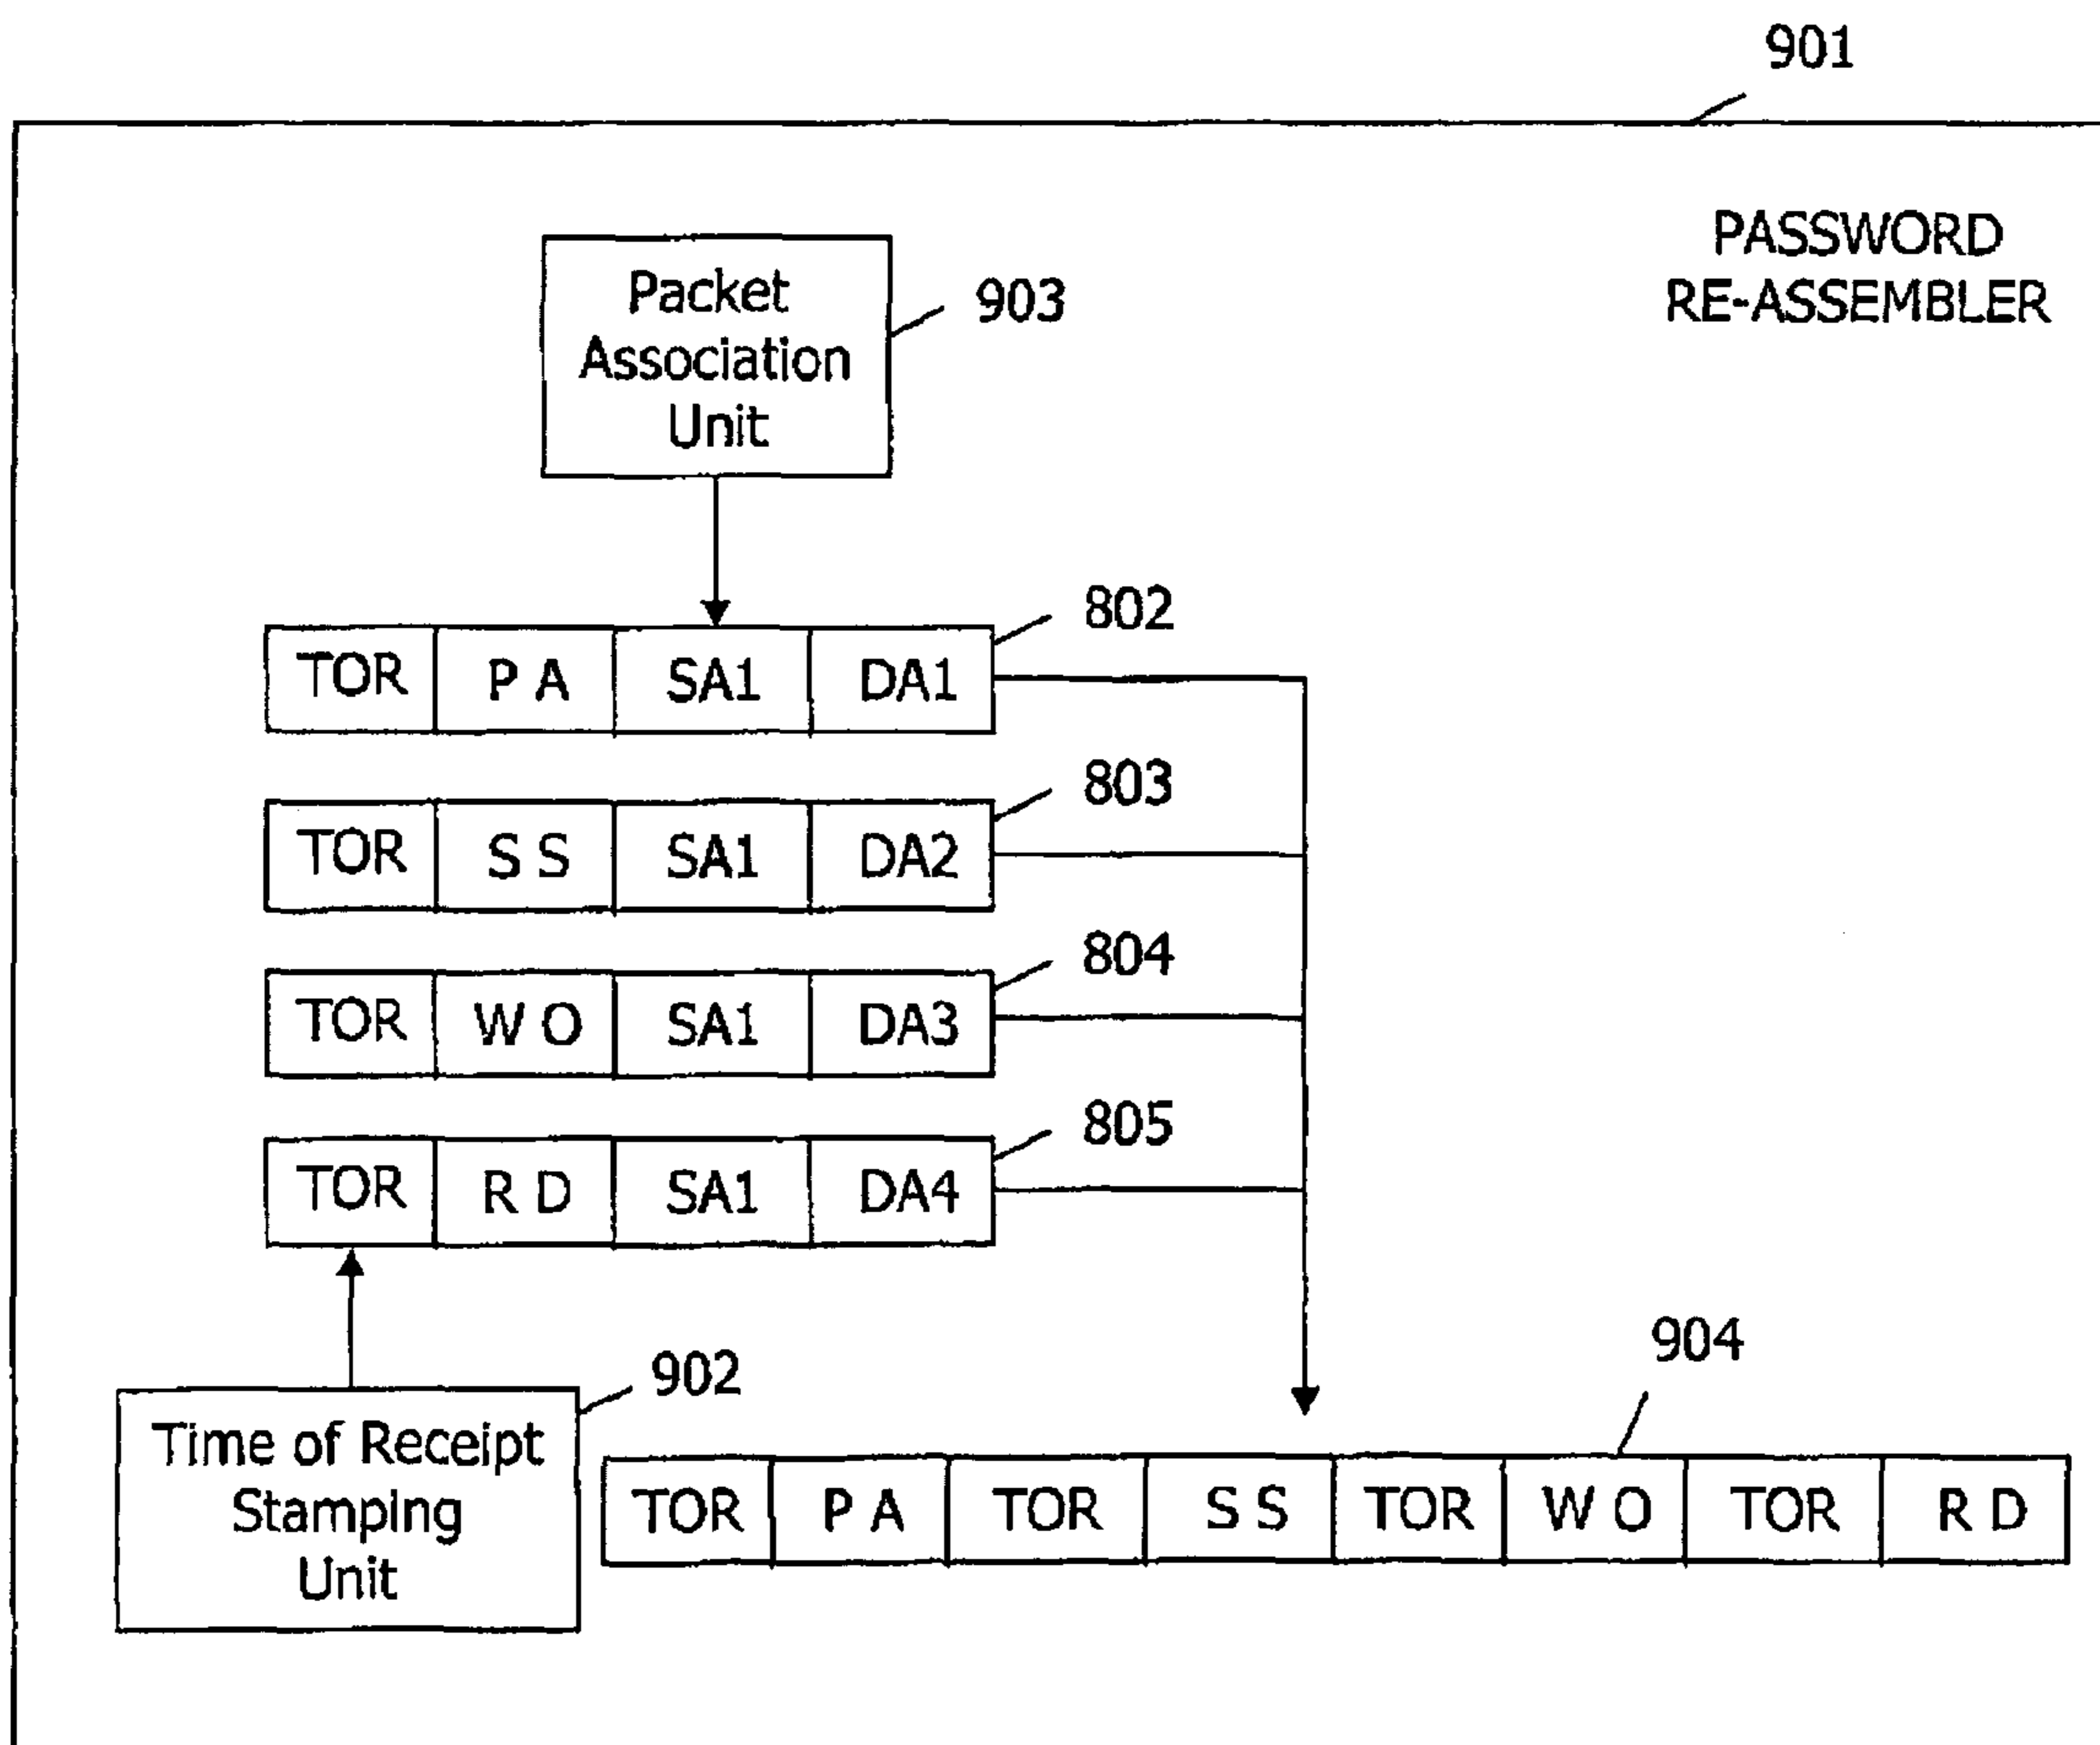 901
PASSWORD
RE-ASSEMBLER
Packet
Association
Unit
903
802
TOR P A SA1 DA1
803
TOR S S SA1 DA2
804
TOR W O SA1 DA3
805
TOR R D SA1 DA4
902
Time of Receipt
Stamping
Unit
904
TOR P A TOR S S TOR W O TOR R D